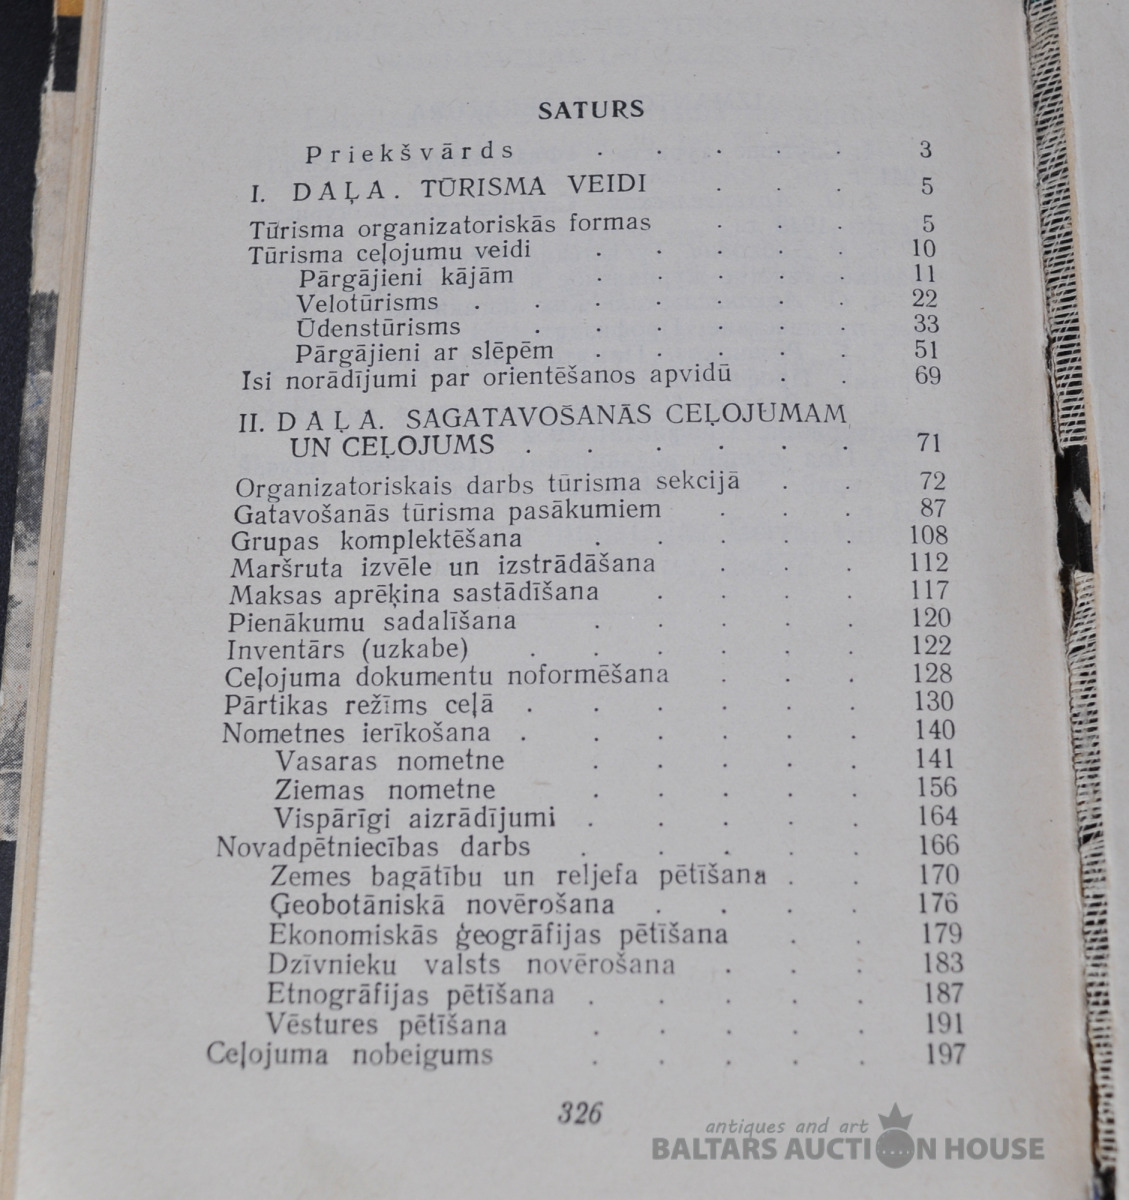 SATURS
Priekšvārds . . . . . 3
I. DAĻA. TŪRISMA VEIDI . . . 5
Tūrisma organizatoriskās formas . . . 5
Tūrisma ceļojumu veidi . . . . . 10
Pārgājieni kājām . . . . . 11
Velotūrisms . . . . . . . 22
Ūdenstūrisms . . . . . . 33
Pārgājieni ar slēpēm . . . . . 51
Isi norādījumi par orientēšanos apvidū . . 69
II. DAĻA. SAGATAVOŠANĀS CEĻOJUMAM
UN CEĻOJUMS . . . . . . 71
Organizatoriskais darbs tūrisma sekcijā . . 72
Gatavošanās tūrisma pasākumiem . . . 87
Grupas komplektēšana . . . . . 108
Maršruta izvēle un izstrādāšana . . . 112
Maksas aprēķina sastādīšana . . . . 117
Pienākumu sadalīšana . . . . . 120
Inventārs (uzkabe) . . . . . . 122
Ceļojuma dokumentu noformēšana . . . 128
Pārtikas režīms ceļā . . . . . . 130
Nometnes ierīkošana . . . . . . 140
Vasaras nometne . . . . . 141
Ziemas nometne . . . . . 156
Vispārīgi aizrādījumi . . . . . 164
Novadpētniecības darbs . . . . . 166
Zemes bagātību un reljefa pētīšana . . 170
Ģeobotāniskā novērošana . . . . 176
Ekonomiskās ģeogrāfijas pētīšana . . 179
Dzīvnieku valsts novērošana . . . 183
Etnogrāfijas pētīšana . . . . . 187
Vēstures pētīšana . . . . . 191
Ceļojuma nobeigums . . . . . 197
326
antiques and art
BALTARS AUCTION HOUSE